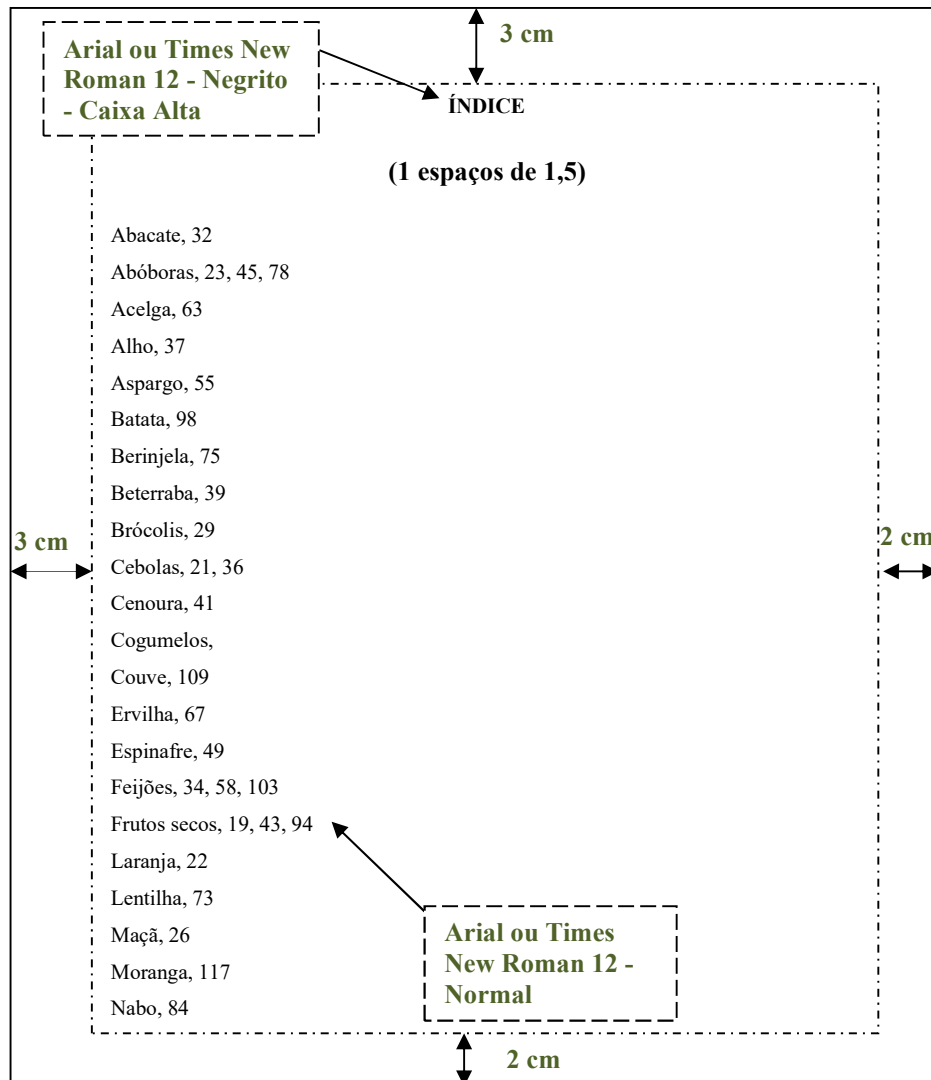 3 cm
Arial ou Times New
Roman 12 - Negrito
- Caixa Alta
ÍNDICE
(1 espaços de 1,5)
Abacate, 32
Abóboras, 23, 45, 78
Acelga, 63
Alho, 37
Aspargo, 55
Batata, 98
Berinjela, 75
Beterraba, 39
Brócolis, 29
3 cm
2 cm
Cebolas, 21, 36
Cenoura, 41
Cogumelos,
Couve, 109
Ervilha, 67
Espinafre, 49
Feijões, 34, 58, 103
Frutos secos, 19, 43, 94
Laranja, 22
Lentilha, 73
Maçã, 26
Moranga, 117
Nabo, 84
Arial ou Times
New Roman 12 -
Normal
2 cm